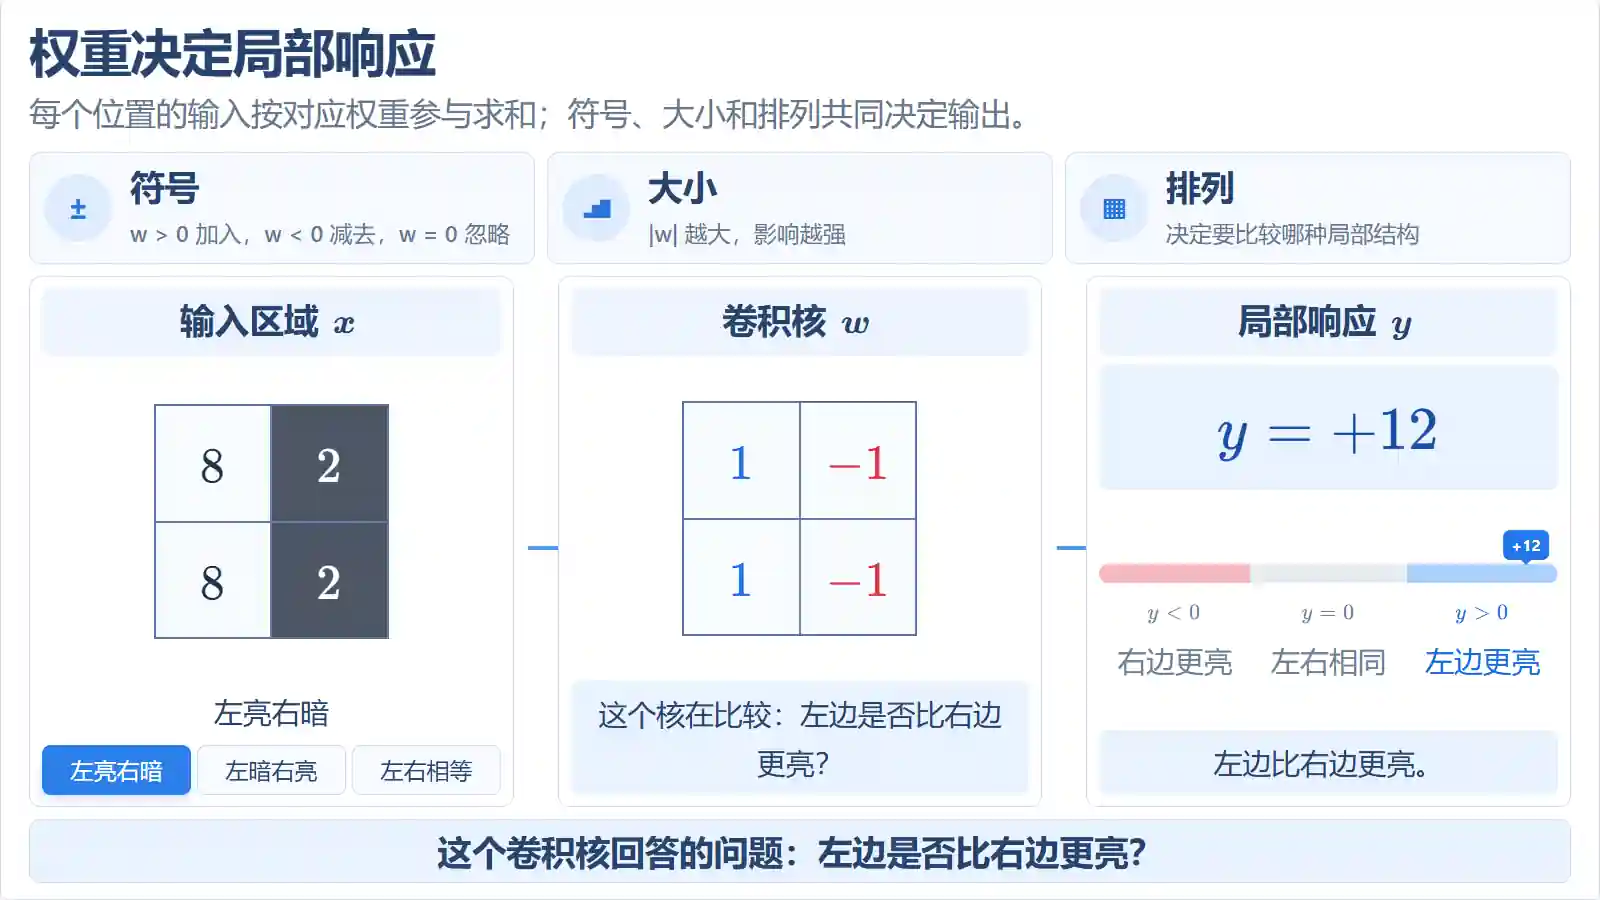 权重决定局部响应
每个位置的输入按对应权重参与求和；符号、大小和排列共同决定输出。
±
符号
w > 0 加入，w < 0 减去，w = 0 忽略
大小
|w| 越大，影响越强
排列
决定要比较哪种局部结构
输入区域 x
8 2
8 2
左亮右暗
左亮右暗 左暗右亮 左右相等
卷积核 w
1 −1
1 −1
这个核在比较：左边是否比右边
更亮？
局部响应 y
y = +12
+12
y < 0 y = 0 y > 0
右边更亮 左右相同 左边更亮
左边比右边更亮。
这个卷积核回答的问题：左边是否比右边更亮？